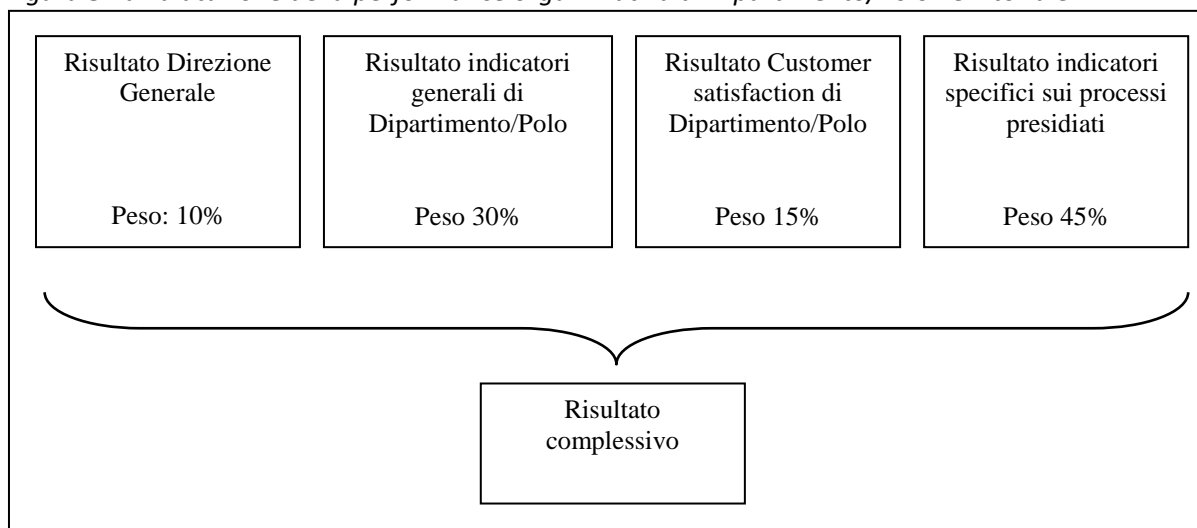 Risultato Direzione
Generale
Peso: 10%
Risultato indicatori
generali di
Dipartimento/Polo
Peso 30%
Risultato Customer
satisfaction di
Dipartimento/Polo
Peso 15%
Risultato indicatori
specifici sui processi
presidiati
Peso 45%
Risultato
complessivo